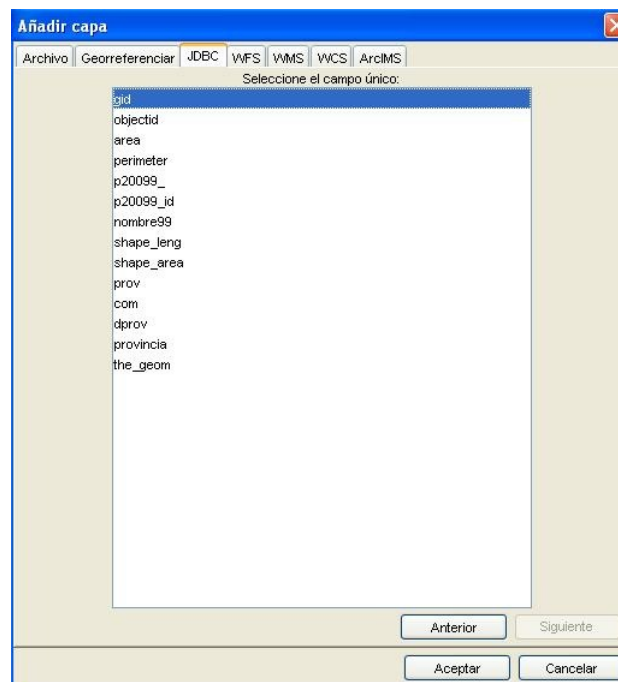 Añadir capa
Archivo Georreferenciar JDBC WFS WMS WCS ArcIMS
Seleccione el campo único:
gid
objectid
area
perimeter
p20099_
p20099_id
nombre99
shape_leng
shape_area
prov
com
dprov
provincia
the_geom
Anterior Siguiente
Aceptar Cancelar